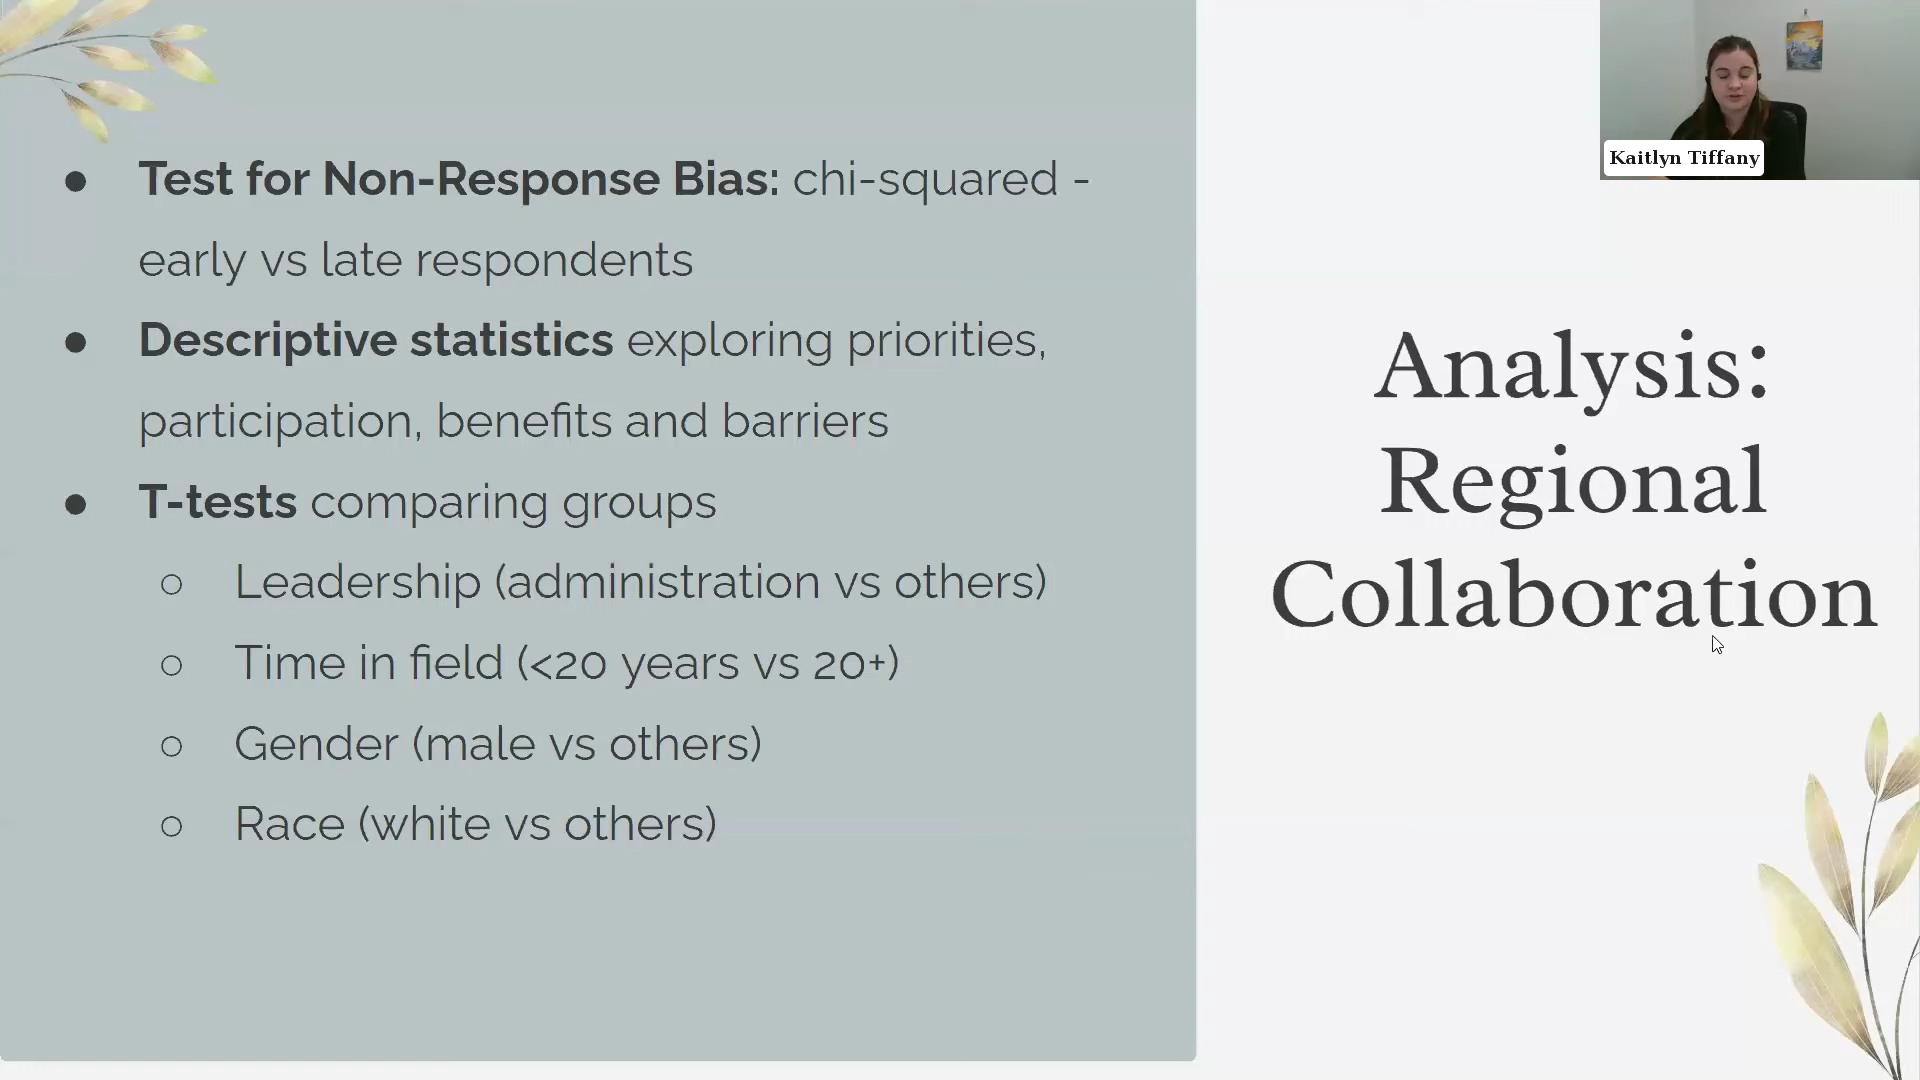 ● Test for Non-Response Bias: chi-squared -
early vs late respondents
● Descriptive statistics exploring priorities,
participation, benefits and barriers
● T-tests comparing groups
○ Leadership (administration vs others)
○ Time in field (<20 years vs 20+)
○ Gender (male vs others)
○ Race (white vs others)
Analysis:
Regional
Collaboration
Kaitlyn Tiffany